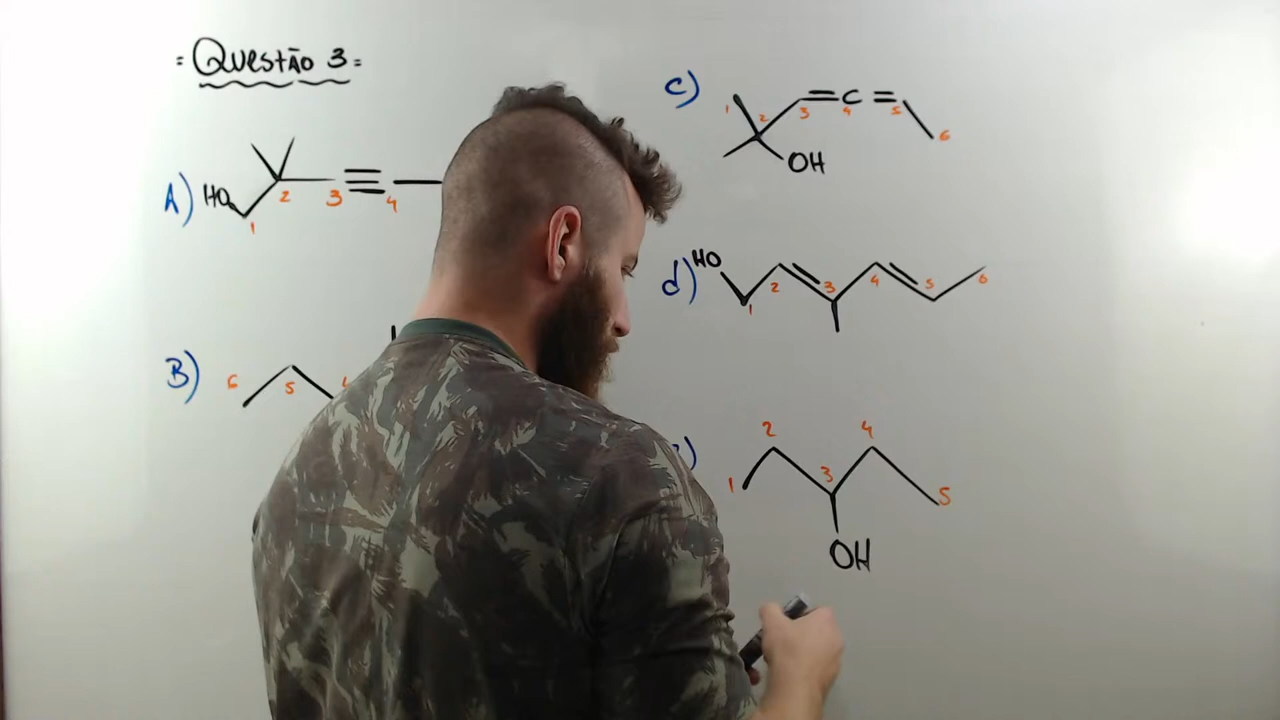 = Questão 3 =
A) HO 1 2 3 4
B) 6 5
C) 1 2 3 C 4 5 6
OH
d) HO 1 2 3 4 5 6
)
1 2 3 4 5
OH